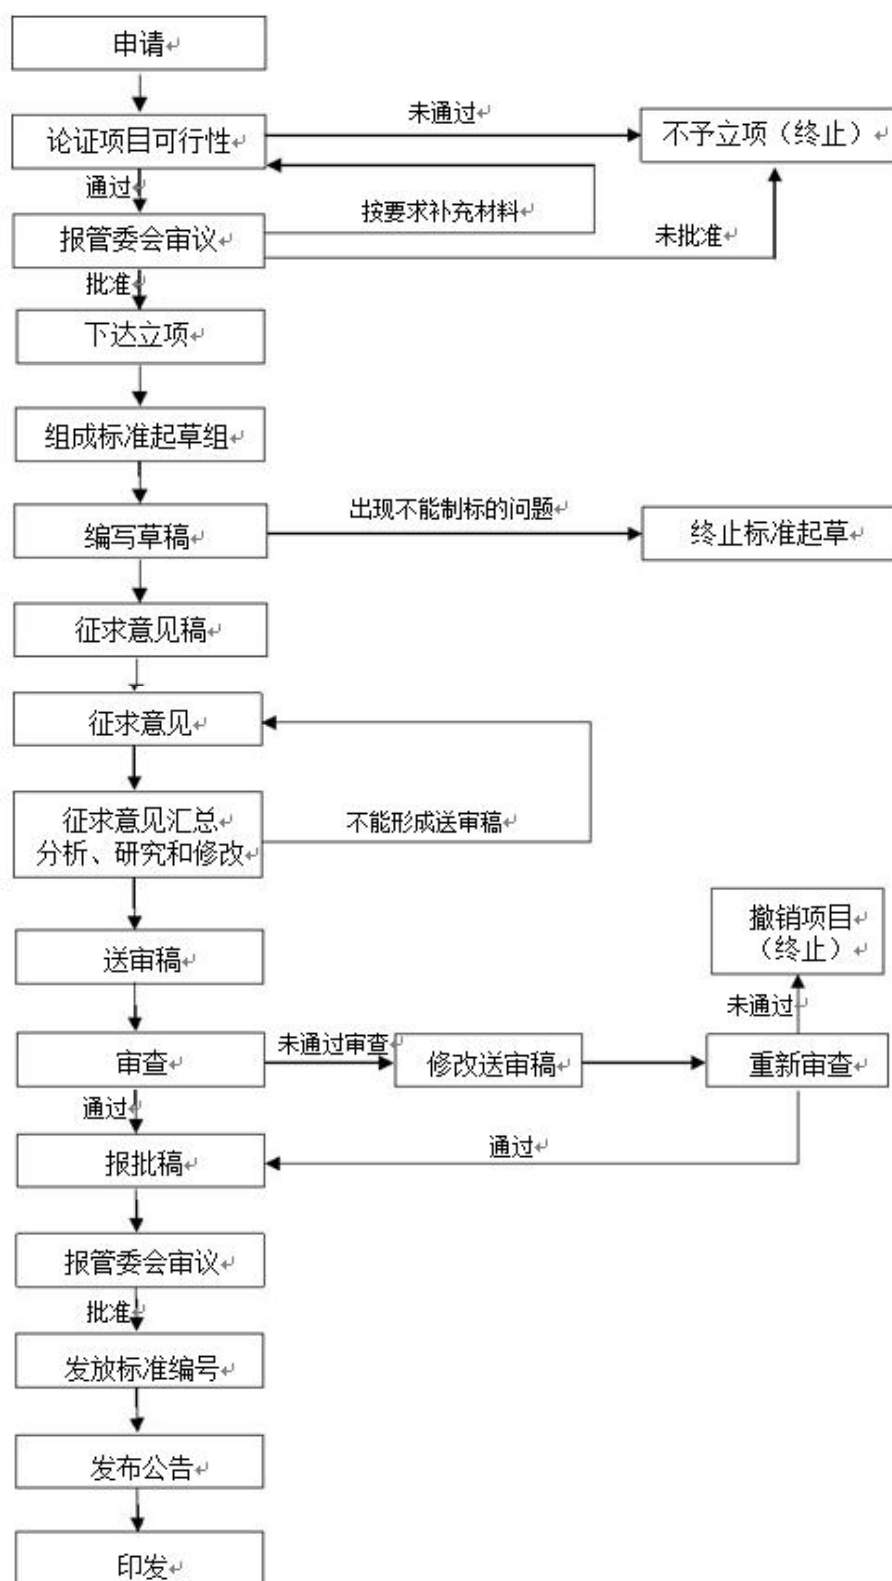 申请
未通过
论证项目可行性
不予立项（终止）
通过
按要求补充材料
报管委会审议
未批准
批准
下达立项
组成标准起草组
出现不能制标的问题
编写草稿
终止标准起草
征求意见稿
征求意见
征求意见汇总
分析、研究和修改
不能形成送审稿
撤销项目
（终止）
送审稿
未通过
未通过审查
审查
修改送审稿
重新审查
通过
通过
报批稿
报管委会审议
批准
发放标准编号
发布公告
印发